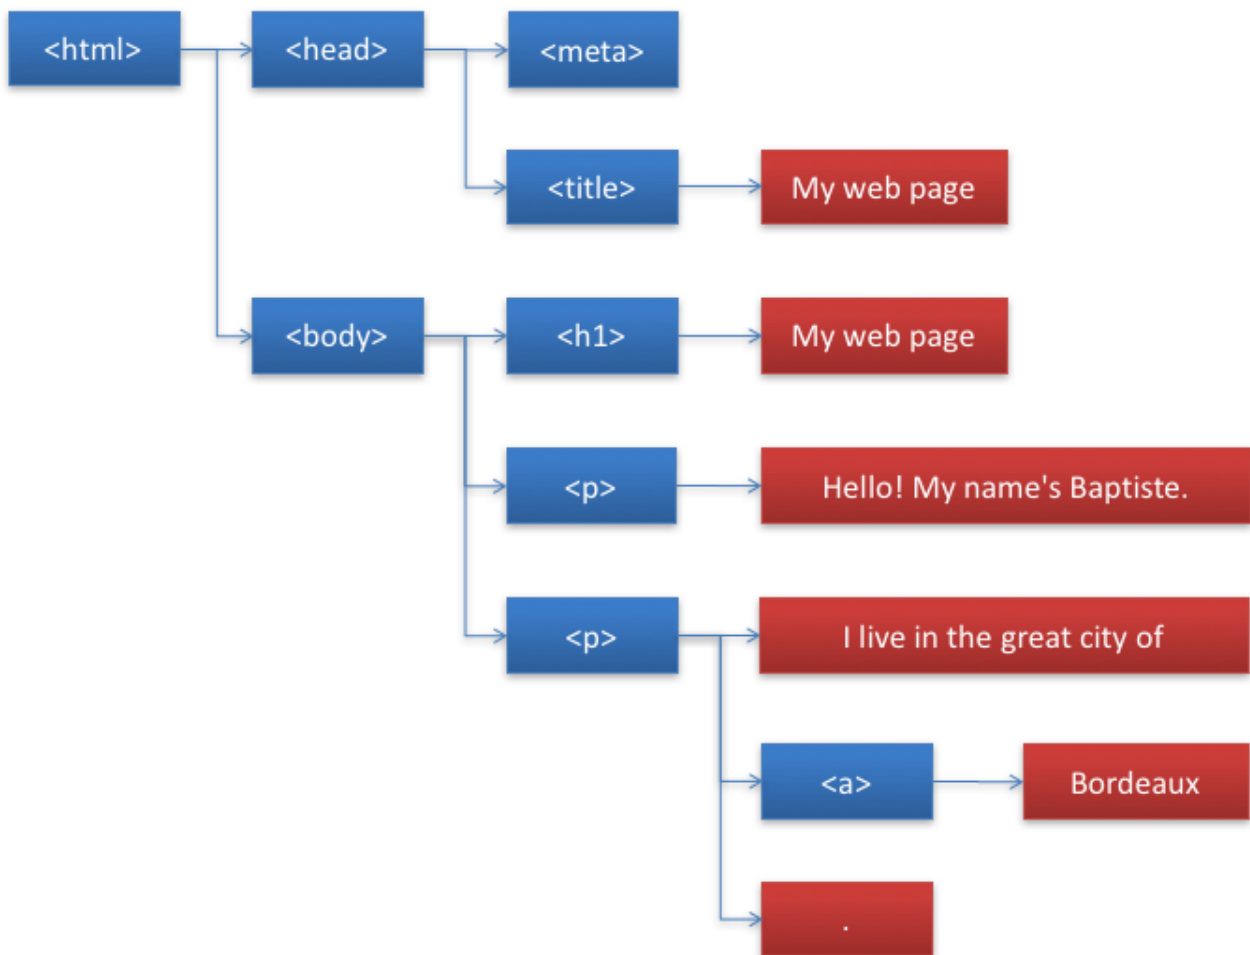 <html>
<head>
<meta>
<title>
My web page
<body>
<h1>
My web page
<p>
Hello! My name's Baptiste.
<p>
I live in the great city of
<a>
Bordeaux
.